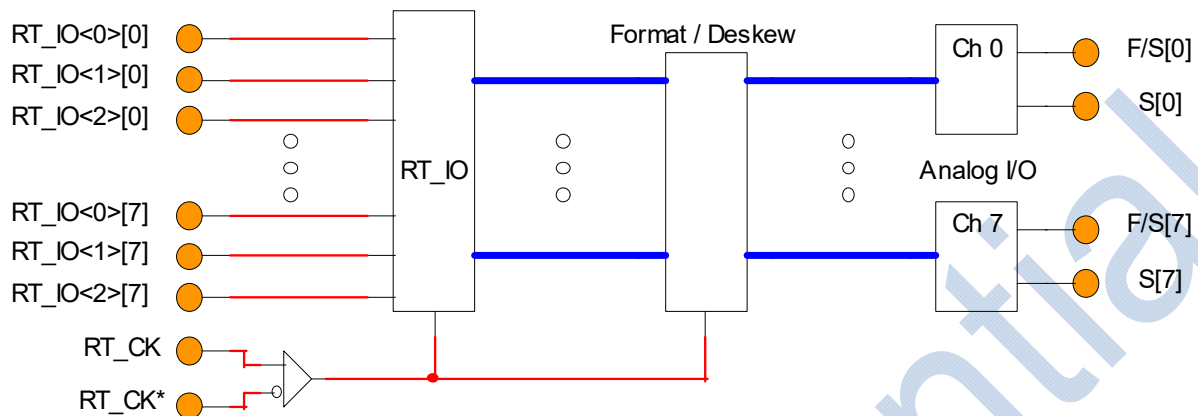 RT_IO<0>[0]
RT_IO<1>[0]
RT_IO<2>[0]
RT_IO<0>[7]
RT_IO<1>[7]
RT_IO<2>[7]
RT_CK
RT_CK*
RT_IO
Format / Deskew
Ch 0
Analog I/O
Ch 7
F/S[0]
S[0]
F/S[7]
S[7]
ntial